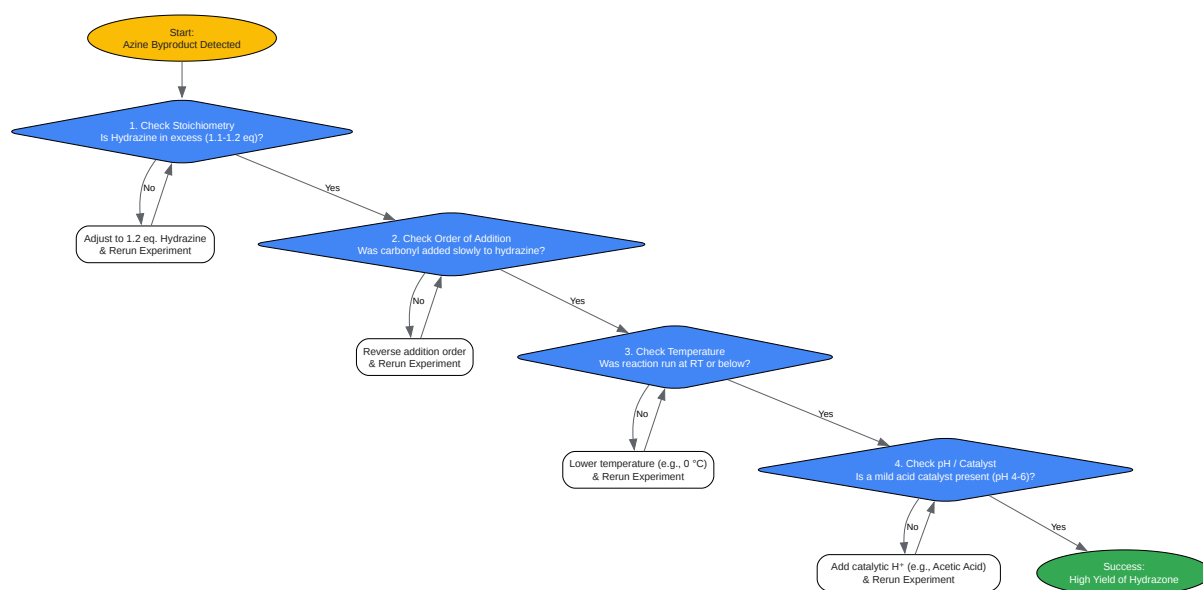 Start:
Azine Byproduct Detected
1. Check Stoichiometry
Is Hydrazine in excess (1.1-1.2 eq)?
No
Yes
Adjust to 1.2 eq. Hydrazine
& Rerun Experiment
2. Check Order of Addition
Was carbonyl added slowly to hydrazine?
No
Yes
Reverse addition order
& Rerun Experiment
3. Check Temperature
Was reaction run at RT or below?
No
Yes
Lower temperature (e.g., 0 °C)
& Rerun Experiment
4. Check pH / Catalyst
Is a mild acid catalyst present (pH 4-6)?
No
Yes
Add catalytic H⁺ (e.g., Acetic Acid)
& Rerun Experiment
Success:
High Yield of Hydrazone